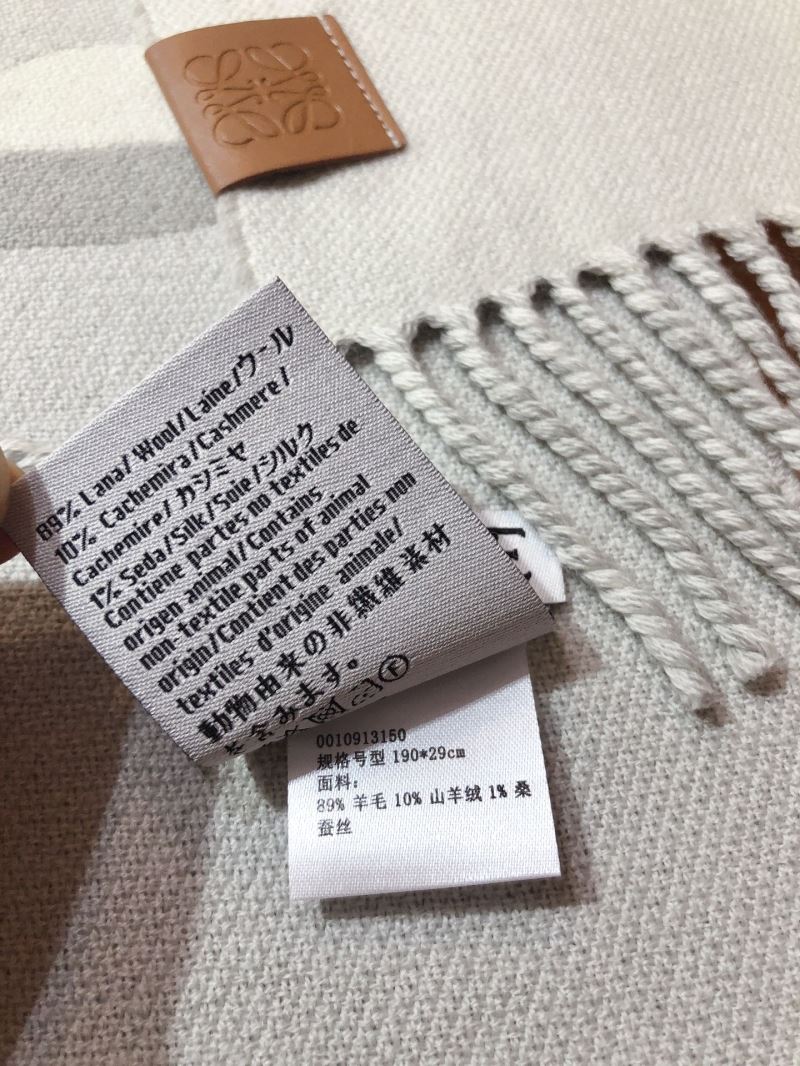 89% Lana/Wool/Laine/ウール
10% Cachemira/Cashmere/
Cachemire/カシミヤ
1% Seda/Silk/Soie/シルク
Contiene partes no textiles de
origen animal/Contains
non-textile parts of animal
origin/Contient des parties non
textiles d'origine animale/
動物由来の非繊維素材
を含みます。
0010913150
规格号型 190*29cm
面料:
89% 羊毛 10% 山羊绒 1% 桑
蚕丝